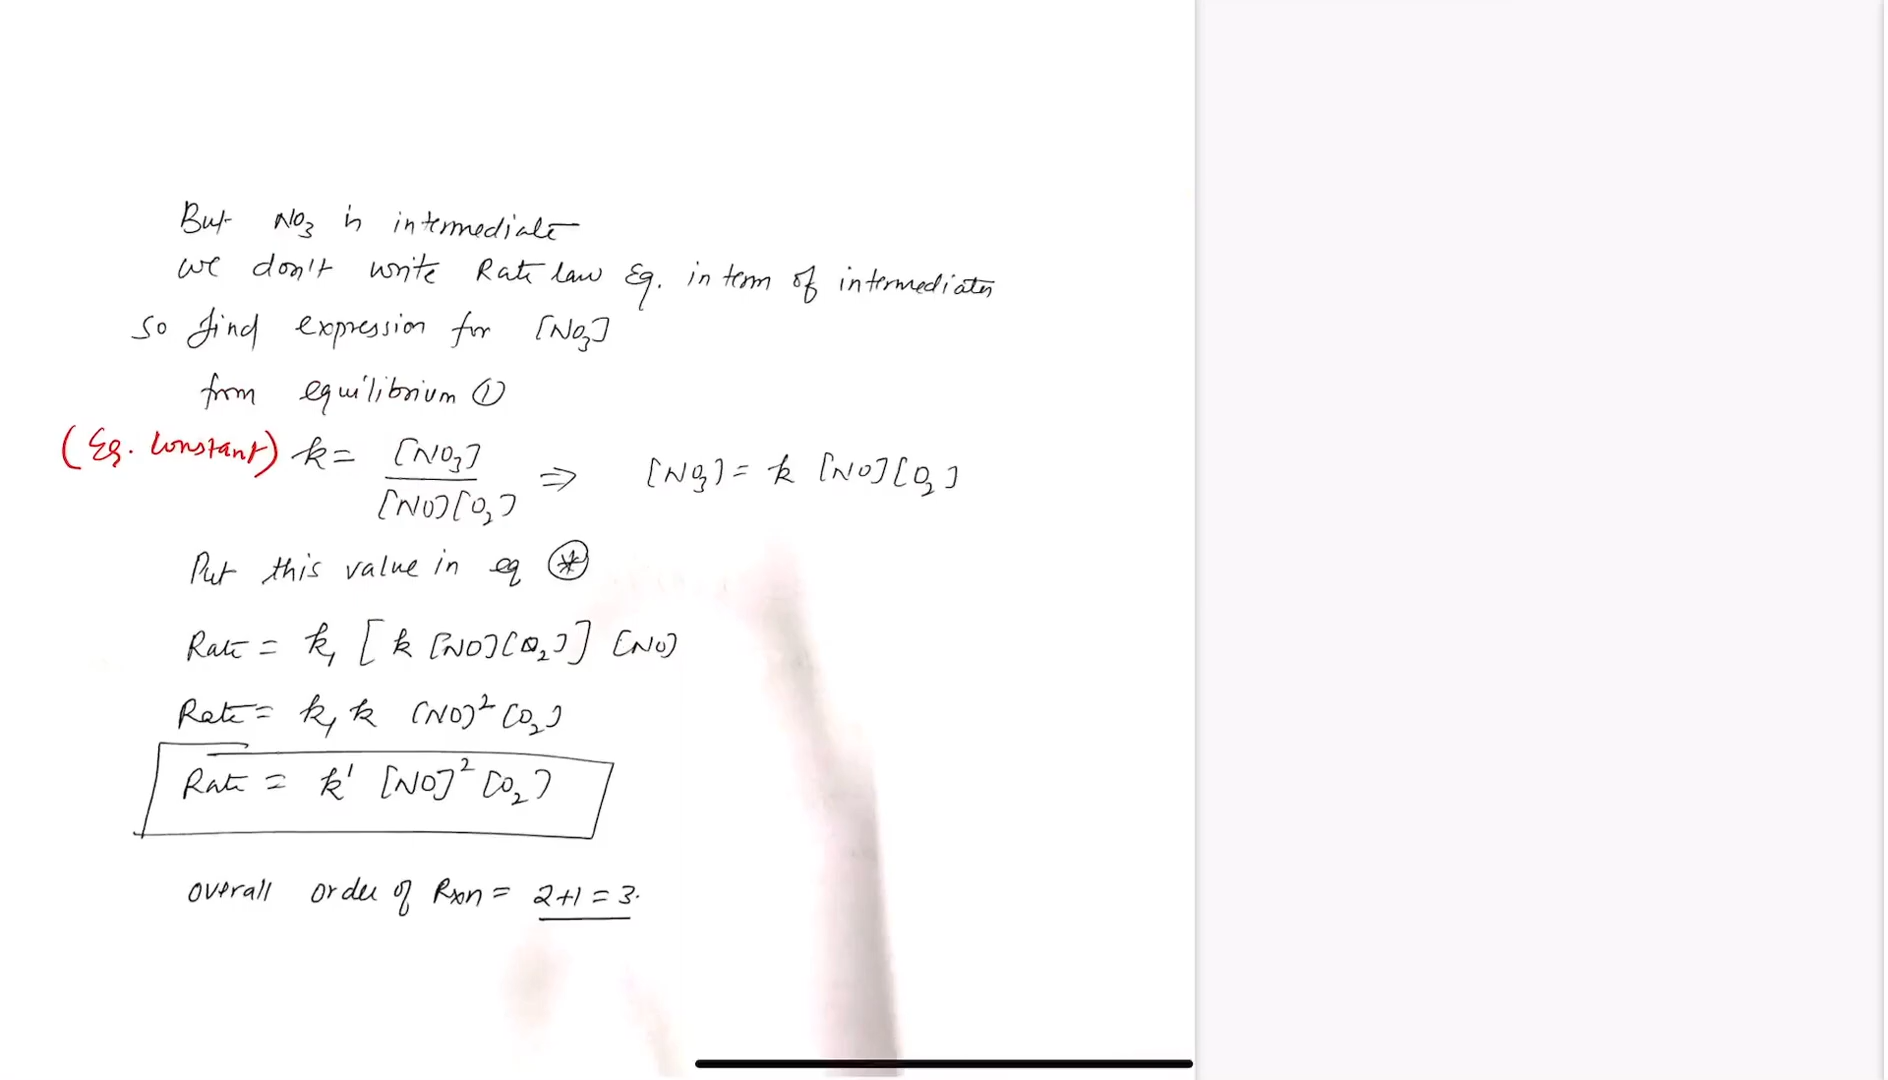 But NO₃ is intermediate
we don't write Rate law Eq. in term of intermediates
so find expression for [NO₃]
from equilibrium ①
(Eq. constant) k = [NO₃] / [NO][O₂] ⇒ [NO₃] = k [NO][O₂]
Put this value in eq ⊛
Rate = k₁ [k [NO][O₂]] [NO]
Rate = k₁ k [NO]² [O₂]
Rate = k' [NO]² [O₂]
overall order of Rxn = 2+1 = 3.